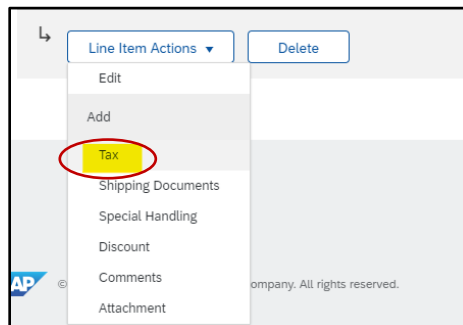 Line Item Actions ▼ Delete
Edit
Add
Tax
Shipping Documents
Special Handling
Discount
Comments
Attachment
AP © ompany. All rights reserved.